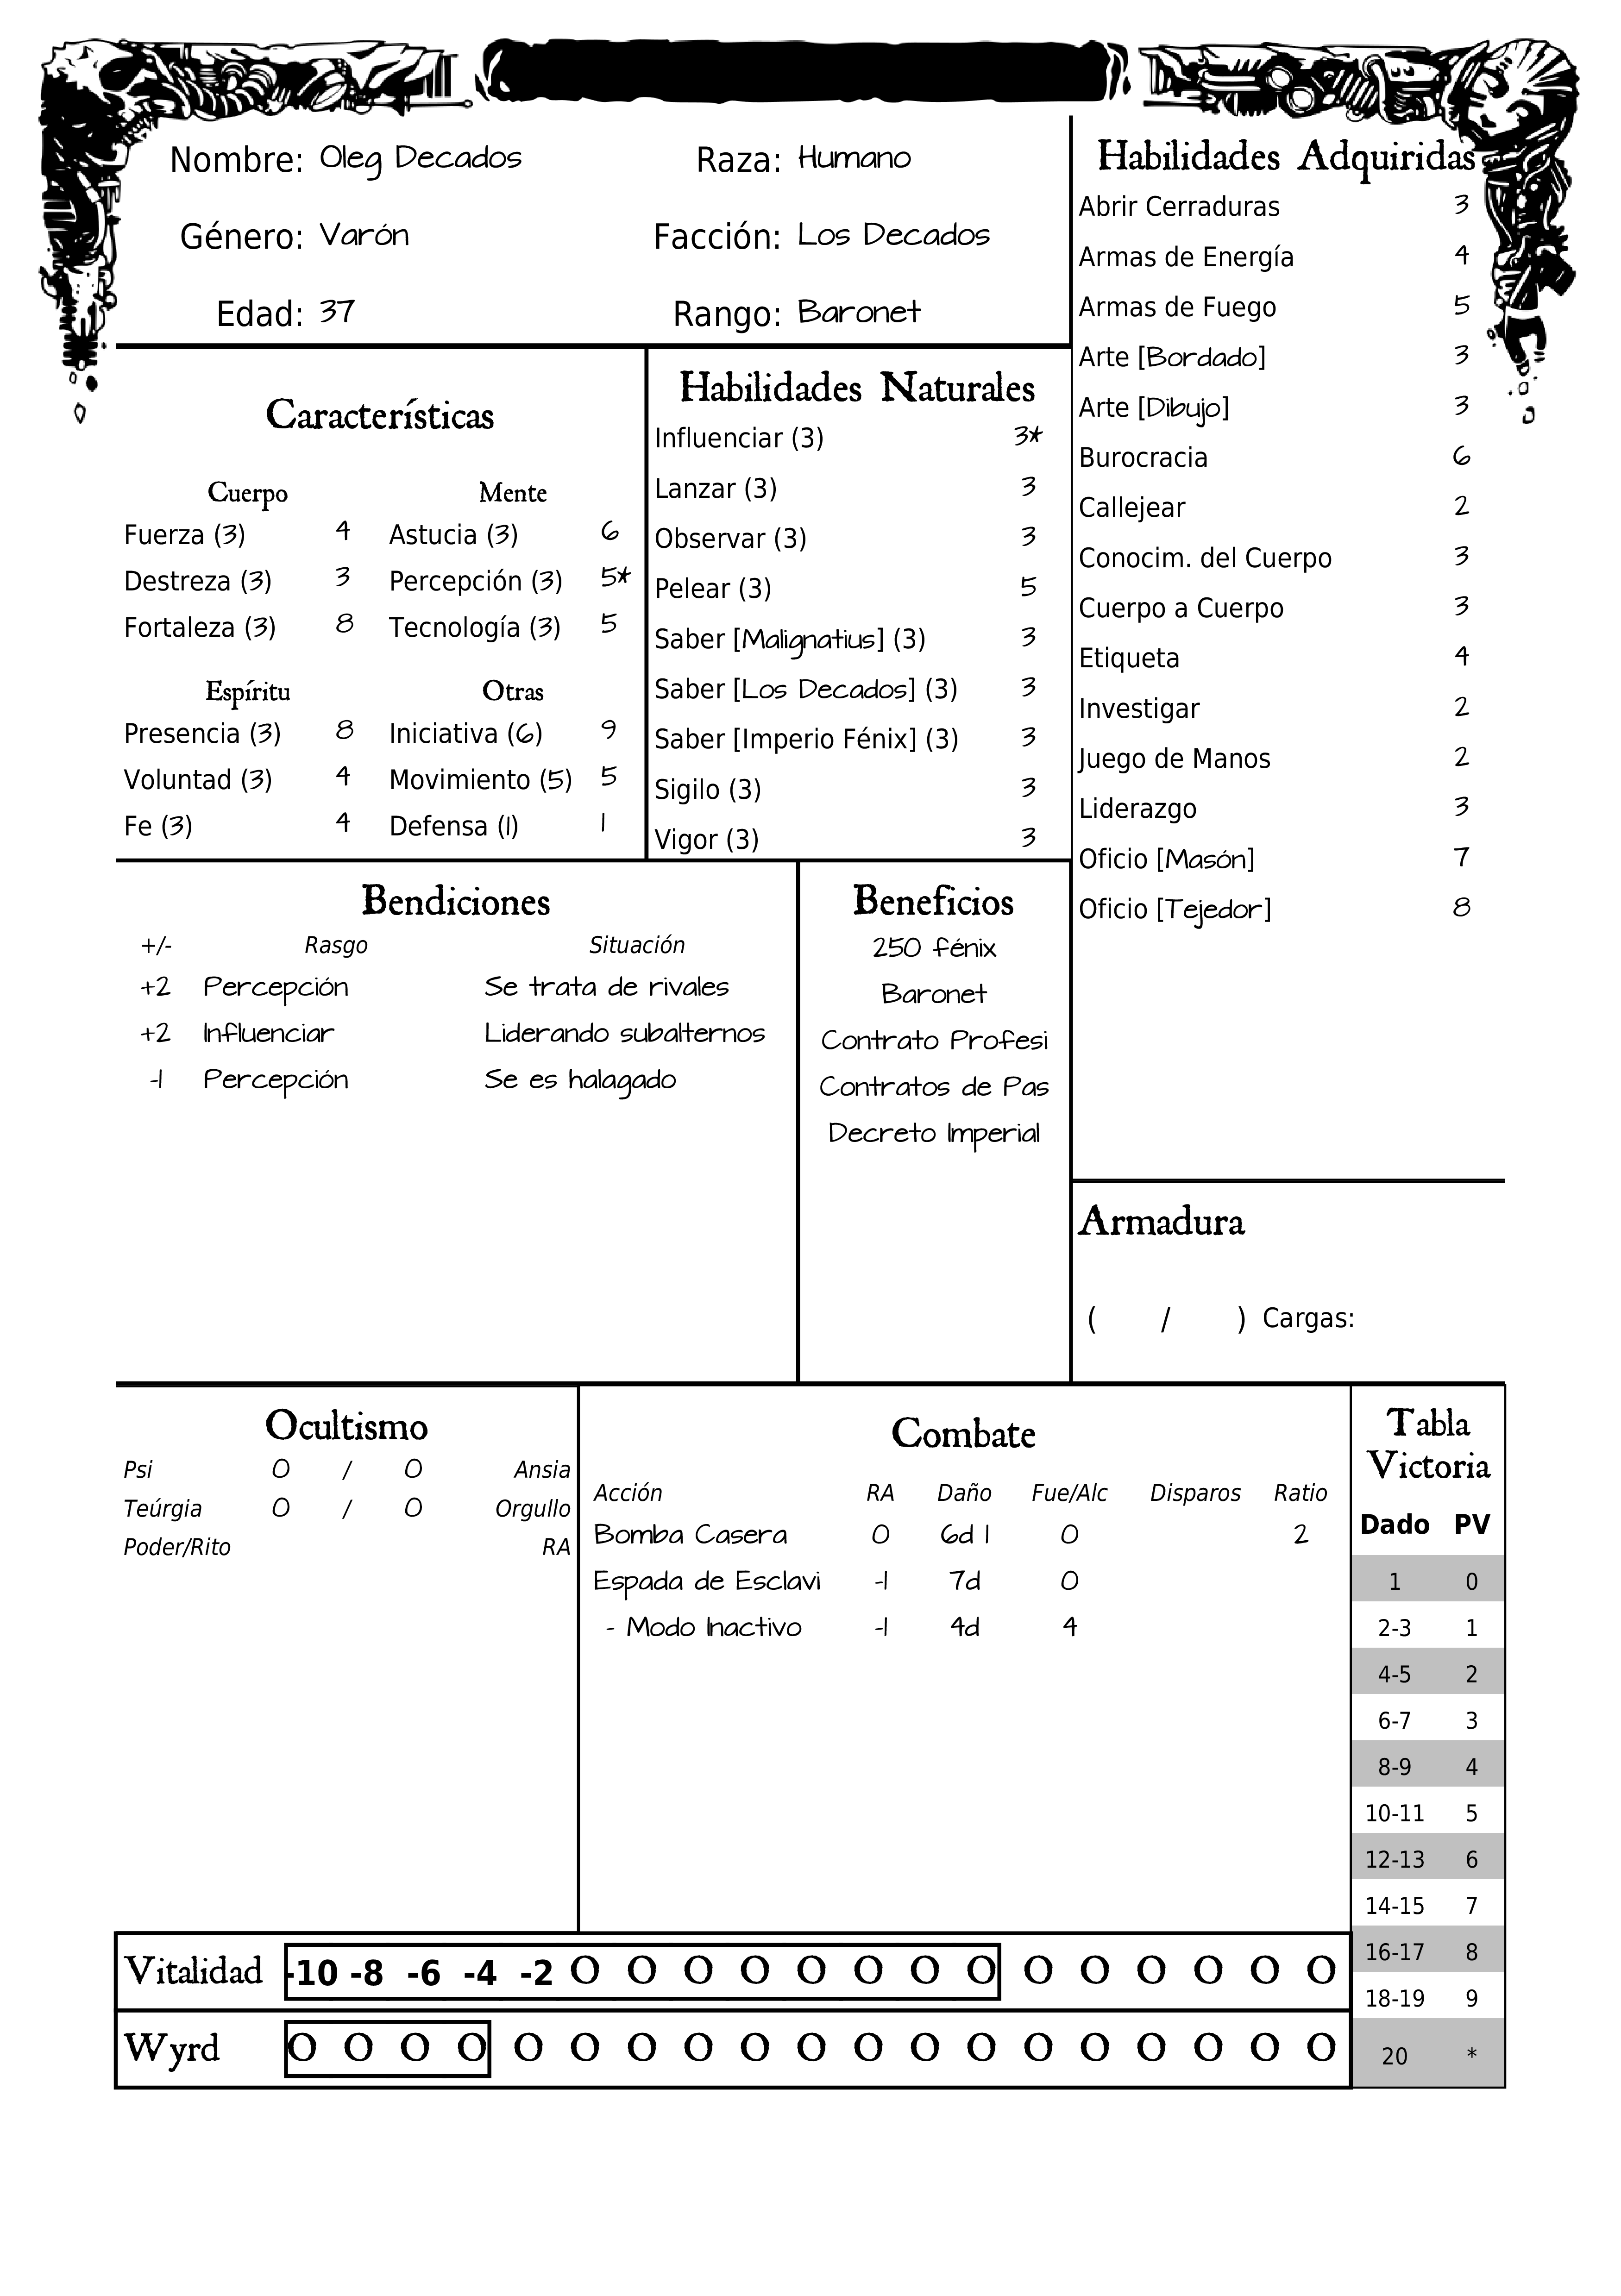 Nombre: Oleg Decados
Raza: Humano
Género: Varón
Facción: Los Decados
Edad: 37
Rango: Baronet
Características
Cuerpo
Fuerza (3) 4
Destreza (3) 3
Fortaleza (3) 8
Mente
Astucia (3) 6
Percepción (3) 5*
Tecnología (3) 5
Espíritu
Presencia (3) 8
Voluntad (3) 4
Fe (3) 4
Otras
Iniciativa (6) 9
Movimiento (5) 5
Defensa (1) 1
Habilidades Naturales
Influenciar (3) 3*
Lanzar (3) 3
Observar (3) 3
Pelear (3) 5
Saber [Malignatius] (3) 3
Saber [Los Decados] (3) 3
Saber [Imperio Fénix] (3) 3
Sigilo (3) 3
Vigor (3) 3
Habilidades Adquiridas
Abrir Cerraduras 3
Armas de Energía 4
Armas de Fuego 5
Arte [Bordado] 3
Arte [Dibujo] 3
Burocracia 6
Callejear 2
Conocim. del Cuerpo 3
Cuerpo a Cuerpo 3
Etiqueta 4
Investigar 2
Juego de Manos 2
Liderazgo 3
Oficio [Masón] 7
Oficio [Tejedor] 8
Bendiciones
+/- Rasgo Situación
+2 Percepción Se trata de rivales
+2 Influenciar Liderando subalternos
-1 Percepción Se es halagado
Beneficios
250 fénix
Baronet
Contrato Profesi
Contratos de Pas
Decreto Imperial
Armadura
( / ) Cargas:
Ocultismo
Psi 0 / 0 Ansia
Teúrgia 0 / 0 Orgullo
Poder/Rito RA
Combate
Acción RA Daño Fue/Alc Disparos Ratio
Bomba Casera 0 6d 1 0 2
Espada de Esclavi -1 7d 0
- Modo Inactivo -1 4d 4
Tabla
Victoria
Dado PV
1 0
2-3 1
4-5 2
6-7 3
8-9 4
10-11 5
12-13 6
14-15 7
16-17 8
18-19 9
20 *
Vitalidad -10 -8 -6 -4 -2 O O O O O O O O O O O O O O
Wyrd O O O O O O O O O O O O O O O O O O O